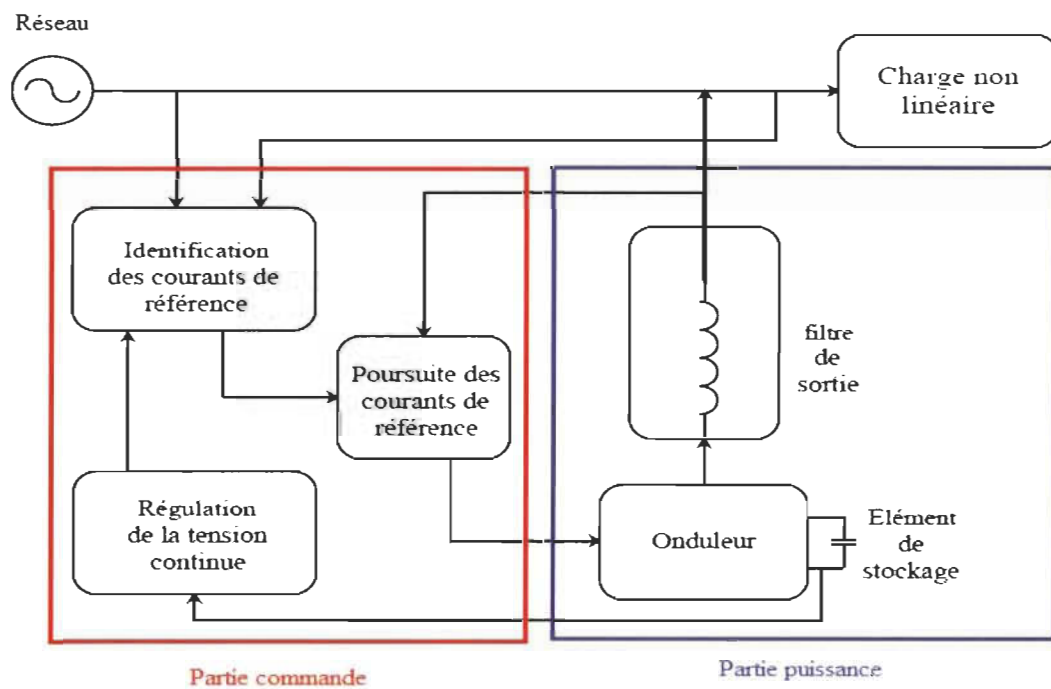 Réseau
Charge non
linéaire
Identification
des courants de
référence
Poursuite des
courants de
référence
filtre
de
sortie
Régulation
de la tension
continue
Onduleur
Elément
de
stockage
Partie commande
Partie puissance